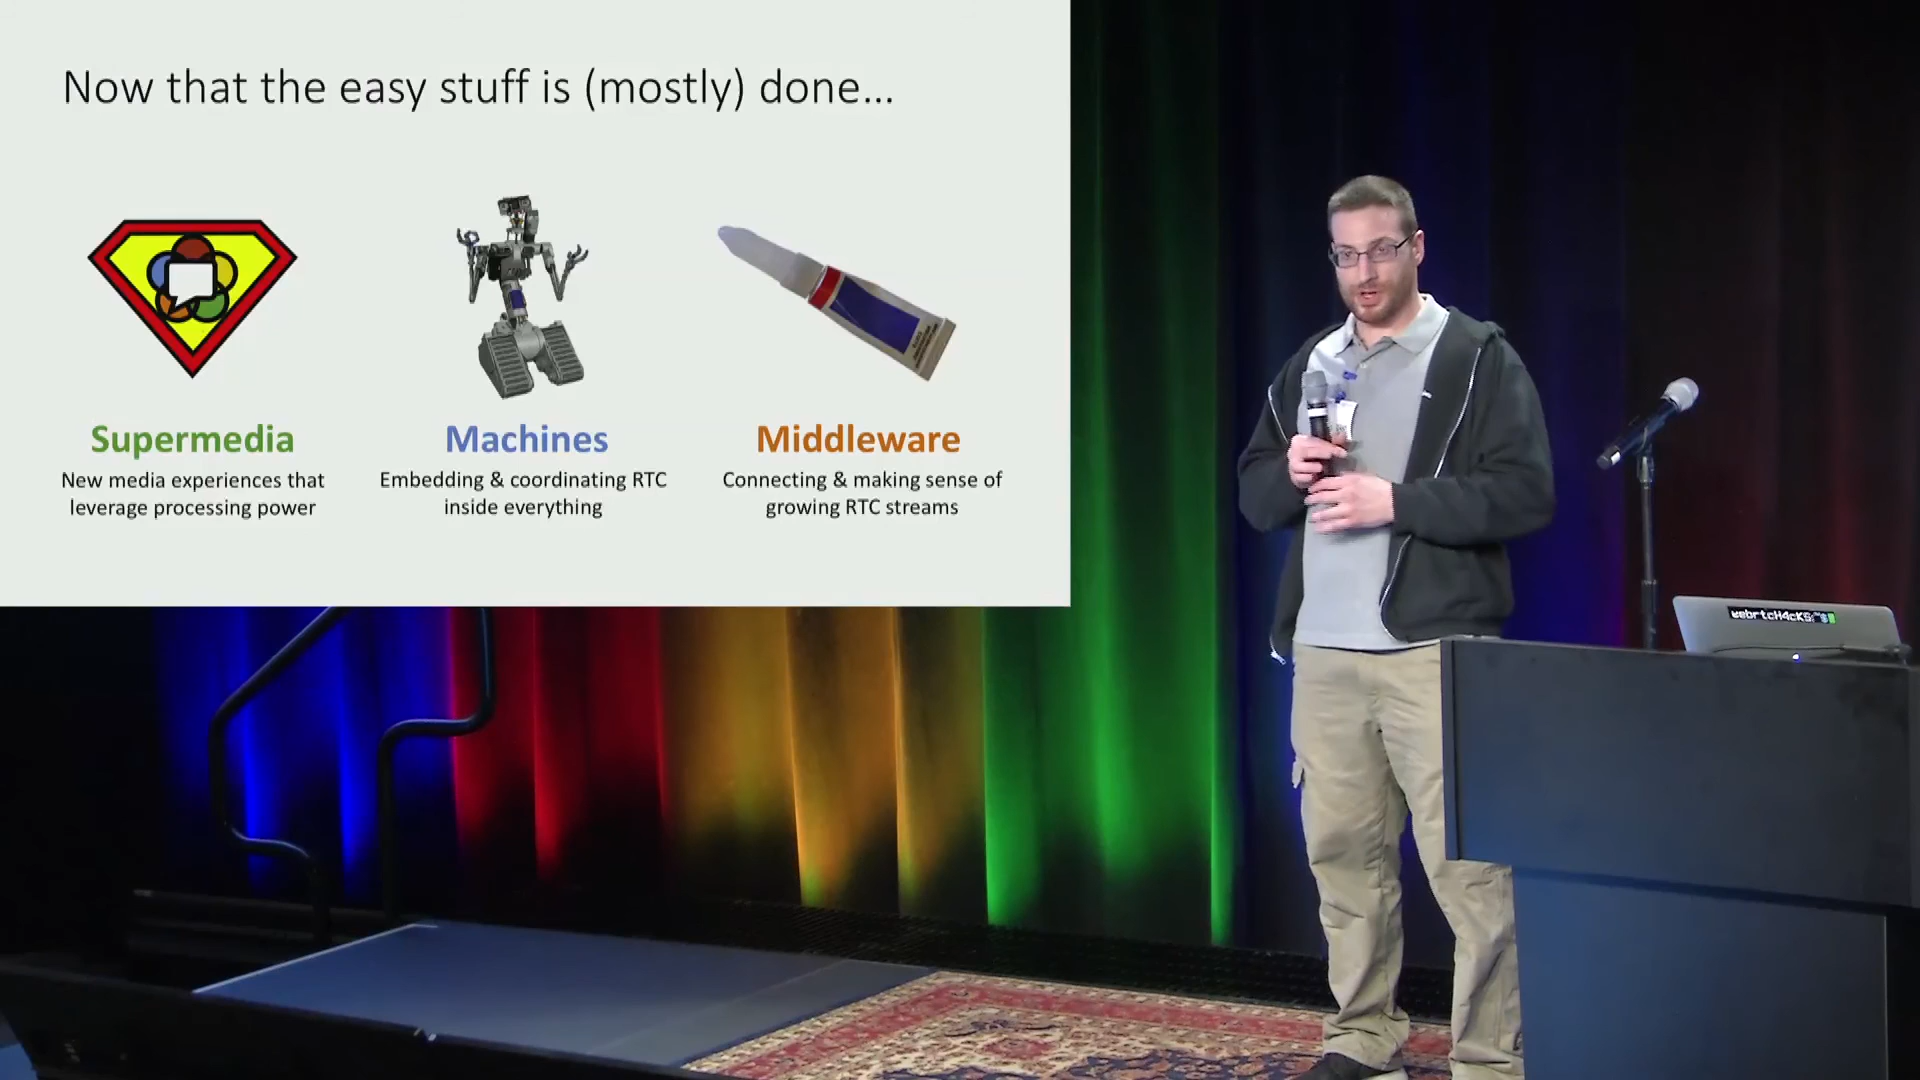 Now that the easy stuff is (mostly) done...
Supermedia
New media experiences that
leverage processing power
Machines
Embedding & coordinating RTC
inside everything
Middleware
Connecting & making sense of
growing RTC streams
webrtcH4cKS